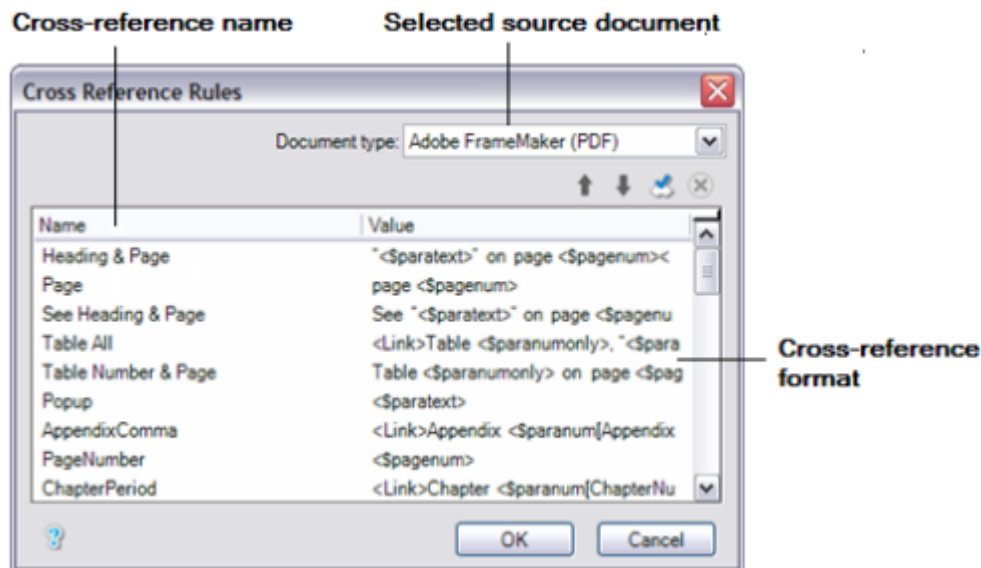 Cross-reference name Selected source document
Cross Reference Rules
Document type: Adobe FrameMaker (PDF)
Name Value
Heading & Page "<$paratext>" on page <$pagenum><
Page page <$pagenum>
See Heading & Page See "<$paratext>" on page <$pagenu
Table All <Link>Table <$paranumonly>, "<$para
Table Number & Page Table <$paranumonly> on page <$pag
Popup <$paratext>
AppendixComma <Link>Appendix <$paranum[Appendix
PageNumber <$pagenum>
ChapterPeriod <Link>Chapter <$paranum[ChapterNu
Cross-reference
format
? OK Cancel